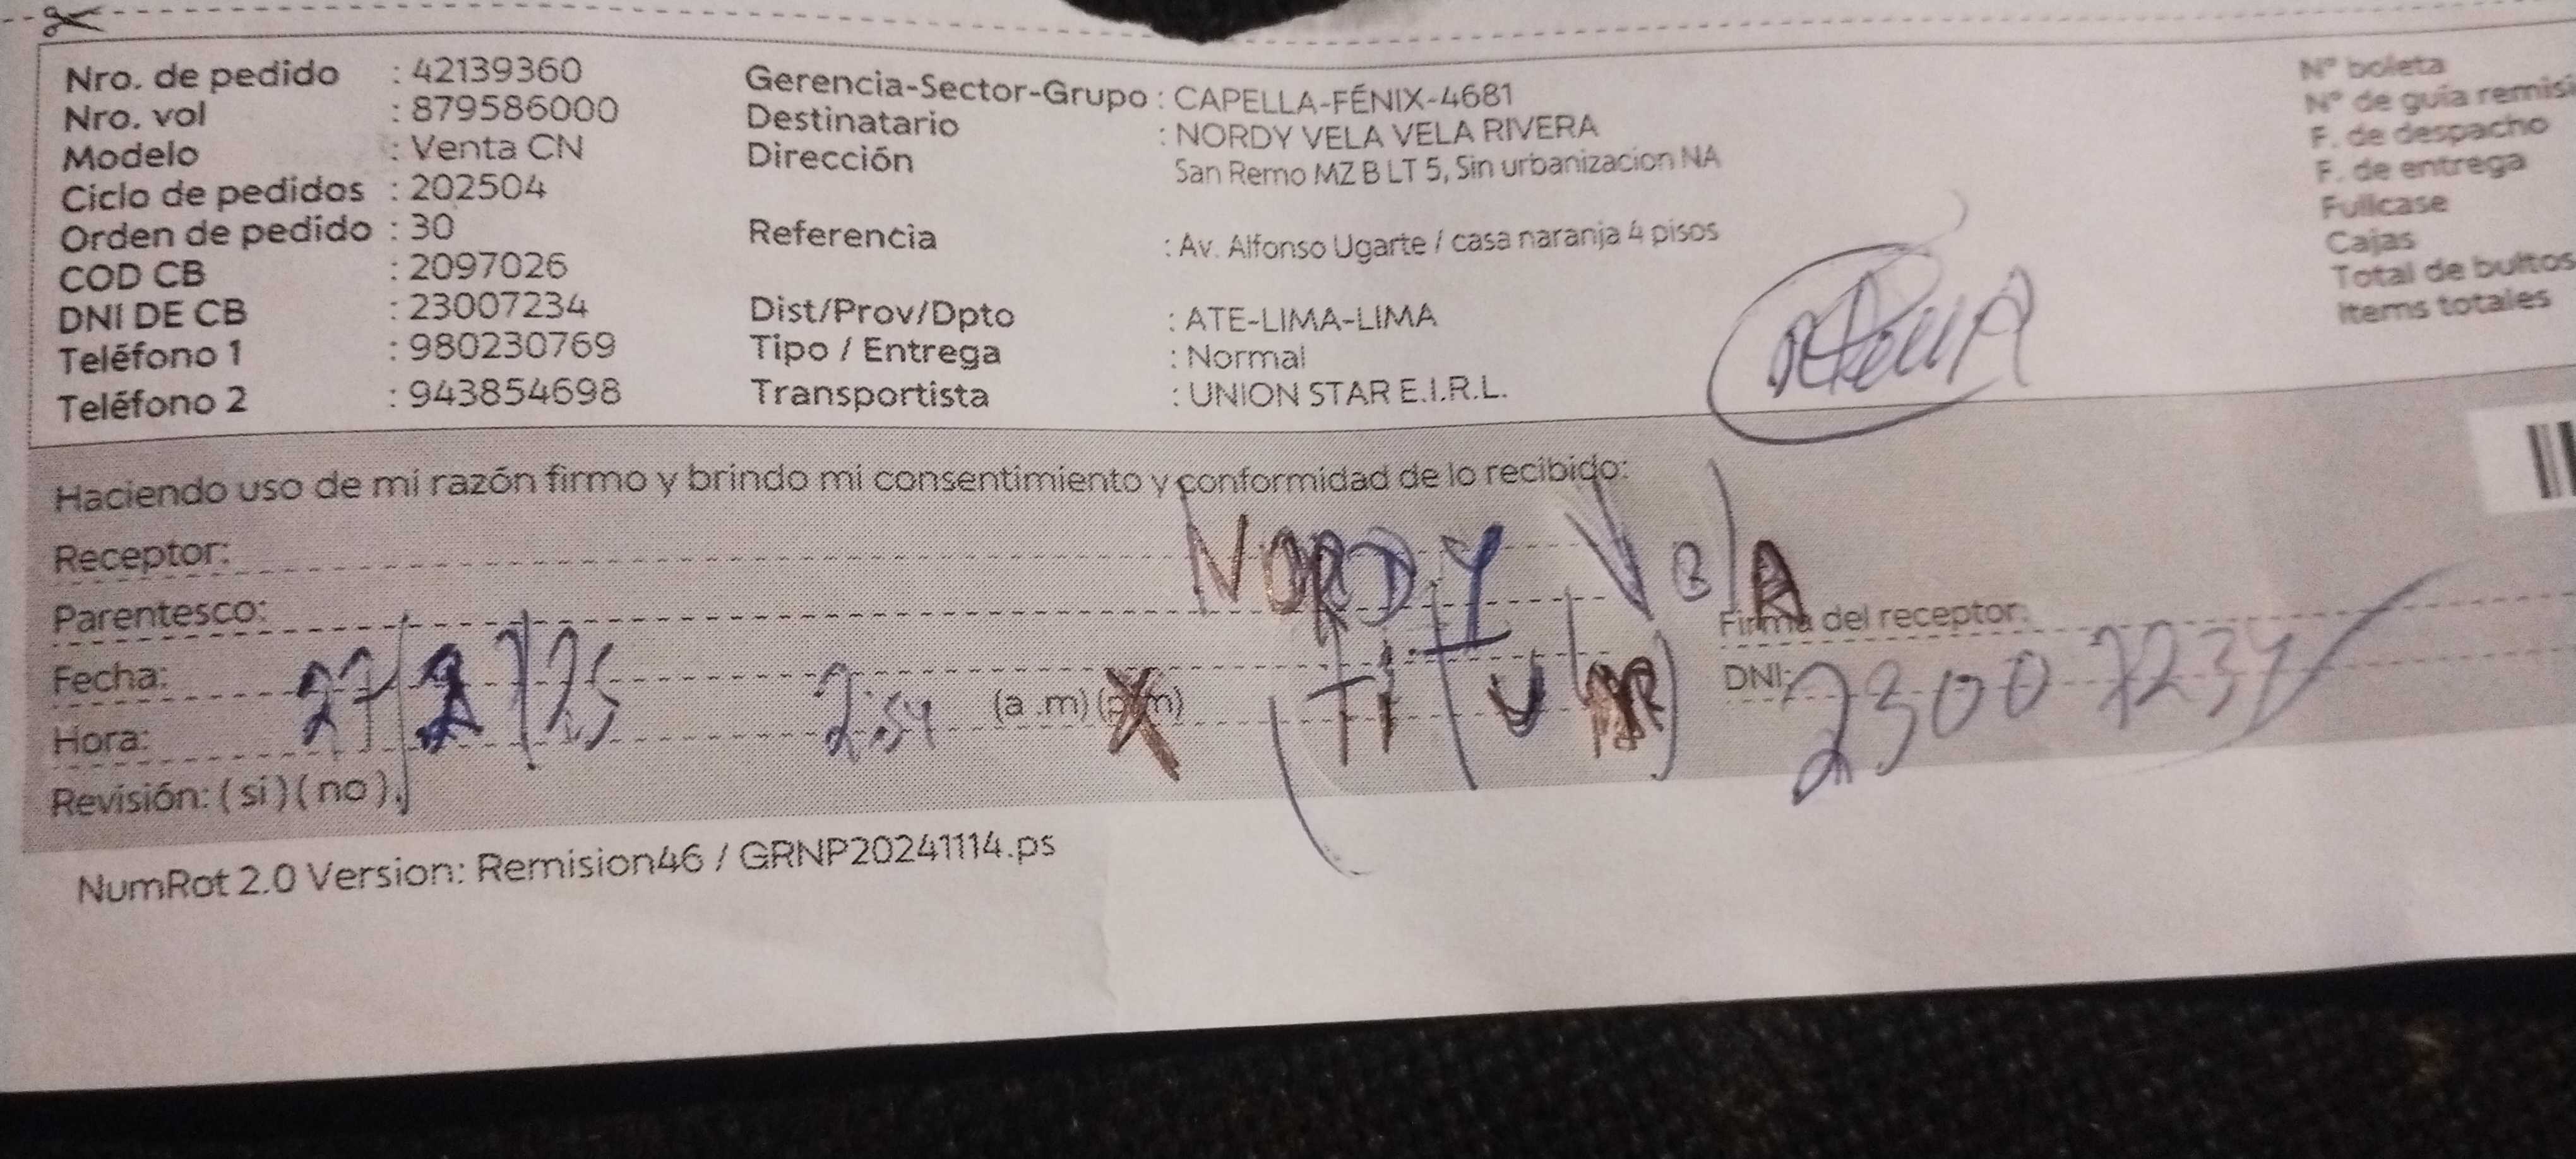 Nro. de pedido : 42139360
Nro. vol : 879586000
Modelo : Venta CN
Ciclo de pedidos : 202504
Orden de pedido : 30
COD CB : 2097026
DNI DE CB : 23007234
Teléfono 1 : 980230769
Teléfono 2 : 943854698
Gerencia-Sector-Grupo : CAPELLA-FÉNIX-4681
Destinatario : NORDY VELA VELA RIVERA
Dirección San Remo MZ B LT 5, Sin urbanizacion NA
Referencia : Av. Alfonso Ugarte / casa naranja 4 pisos
Dist/Prov/Dpto : ATE-LIMA-LIMA
Tipo / Entrega : Normal
Transportista : UNION STAR E.I.R.L.
N° boleta
N° de guía remisi
F. de despacho
F. de entrega
Fullcase
Cajas
Total de bultos
Items totales
Haciendo uso de mi razón firmo y brindo mi consentimiento y conformidad de lo recibido:
Receptor: NORDY VelA
Parentesco: (TiTulAR)
Firma del receptor:
Fecha: 27/2/25
DNI: 23007234
Hora: 2:54 (a .m) (p.m)
Revisión: ( si ) ( no )
NumRot 2.0 Version: Remision46 / GRNP20241114.ps